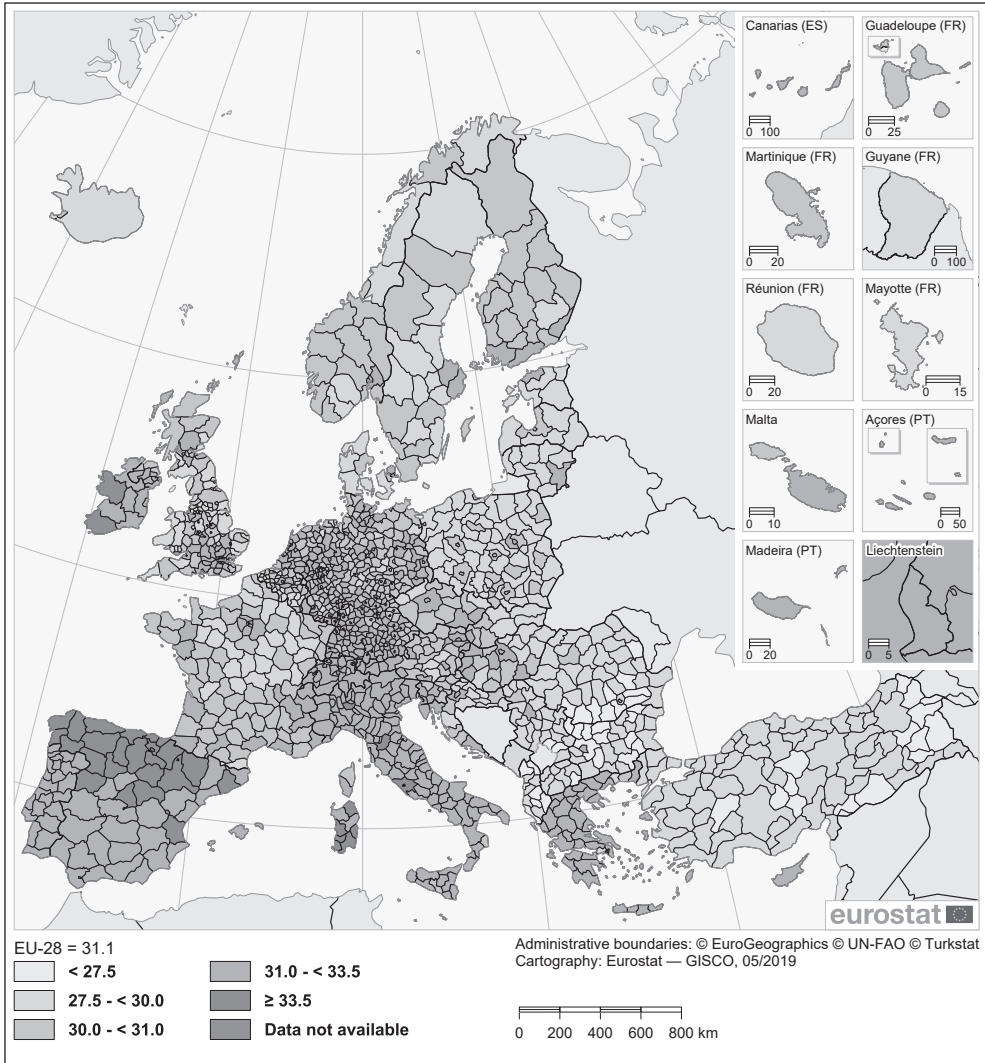 Canarias (ES)
0 100
Guadeloupe (FR)
0 25
Martinique (FR)
0 20
Guyane (FR)
0 100
Réunion (FR)
0 20
Mayotte (FR)
0 15
Malta
0 10
Açores (PT)
0 50
Madeira (PT)
0 20
Liechtenstein
0 5
eurostat
EU-28 = 31.1
< 27.5
27.5 - < 30.0
30.0 - < 31.0
31.0 - < 33.5
≥ 33.5
Data not available
Administrative boundaries: © EuroGeographics © UN-FAO © Turkstat
Cartography: Eurostat — GISCO, 05/2019
0 200 400 600 800 km